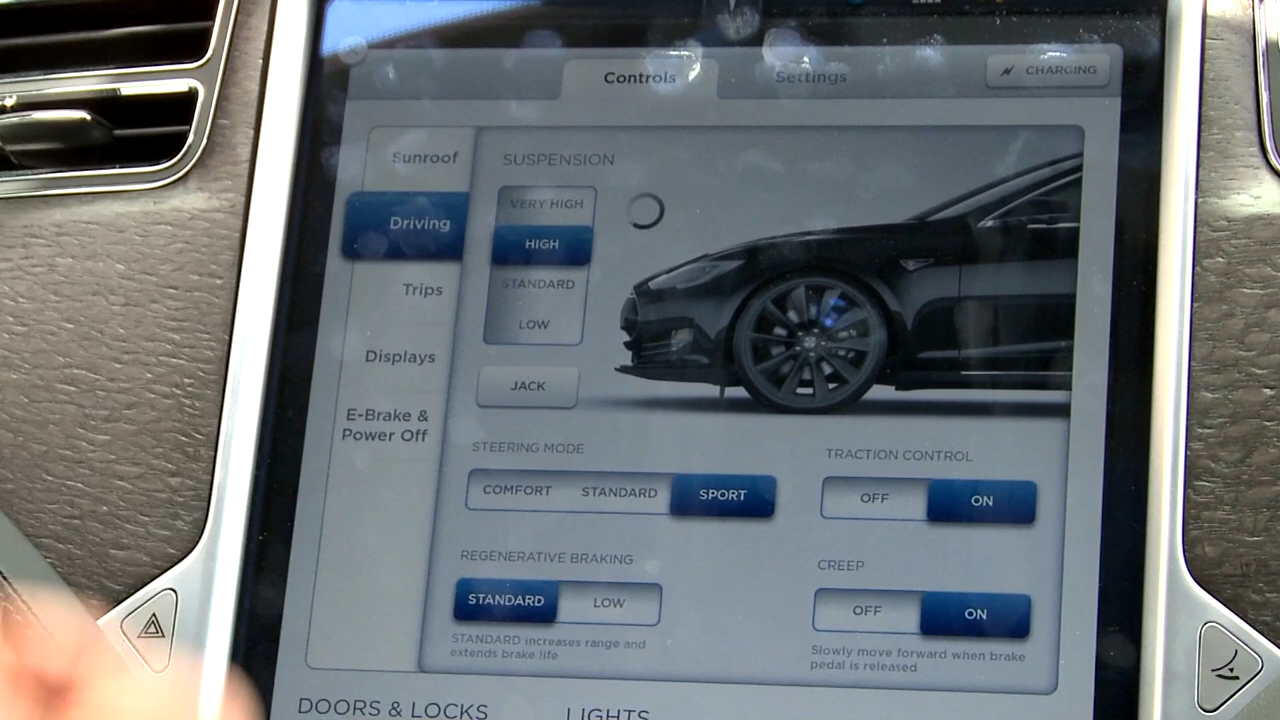 Controls
Settings
CHARGING
Sunroof
Driving
Trips
Displays
E-Brake &
Power Off
SUSPENSION
VERY HIGH
HIGH
STANDARD
LOW
JACK
STEERING MODE
COMFORT STANDARD SPORT
TRACTION CONTROL
OFF ON
REGENERATIVE BRAKING
STANDARD LOW
STANDARD increases range and
extends brake life
CREEP
OFF ON
Slowly move forward when brake
pedal is released
DOORS & LOCKS
LIGHTS